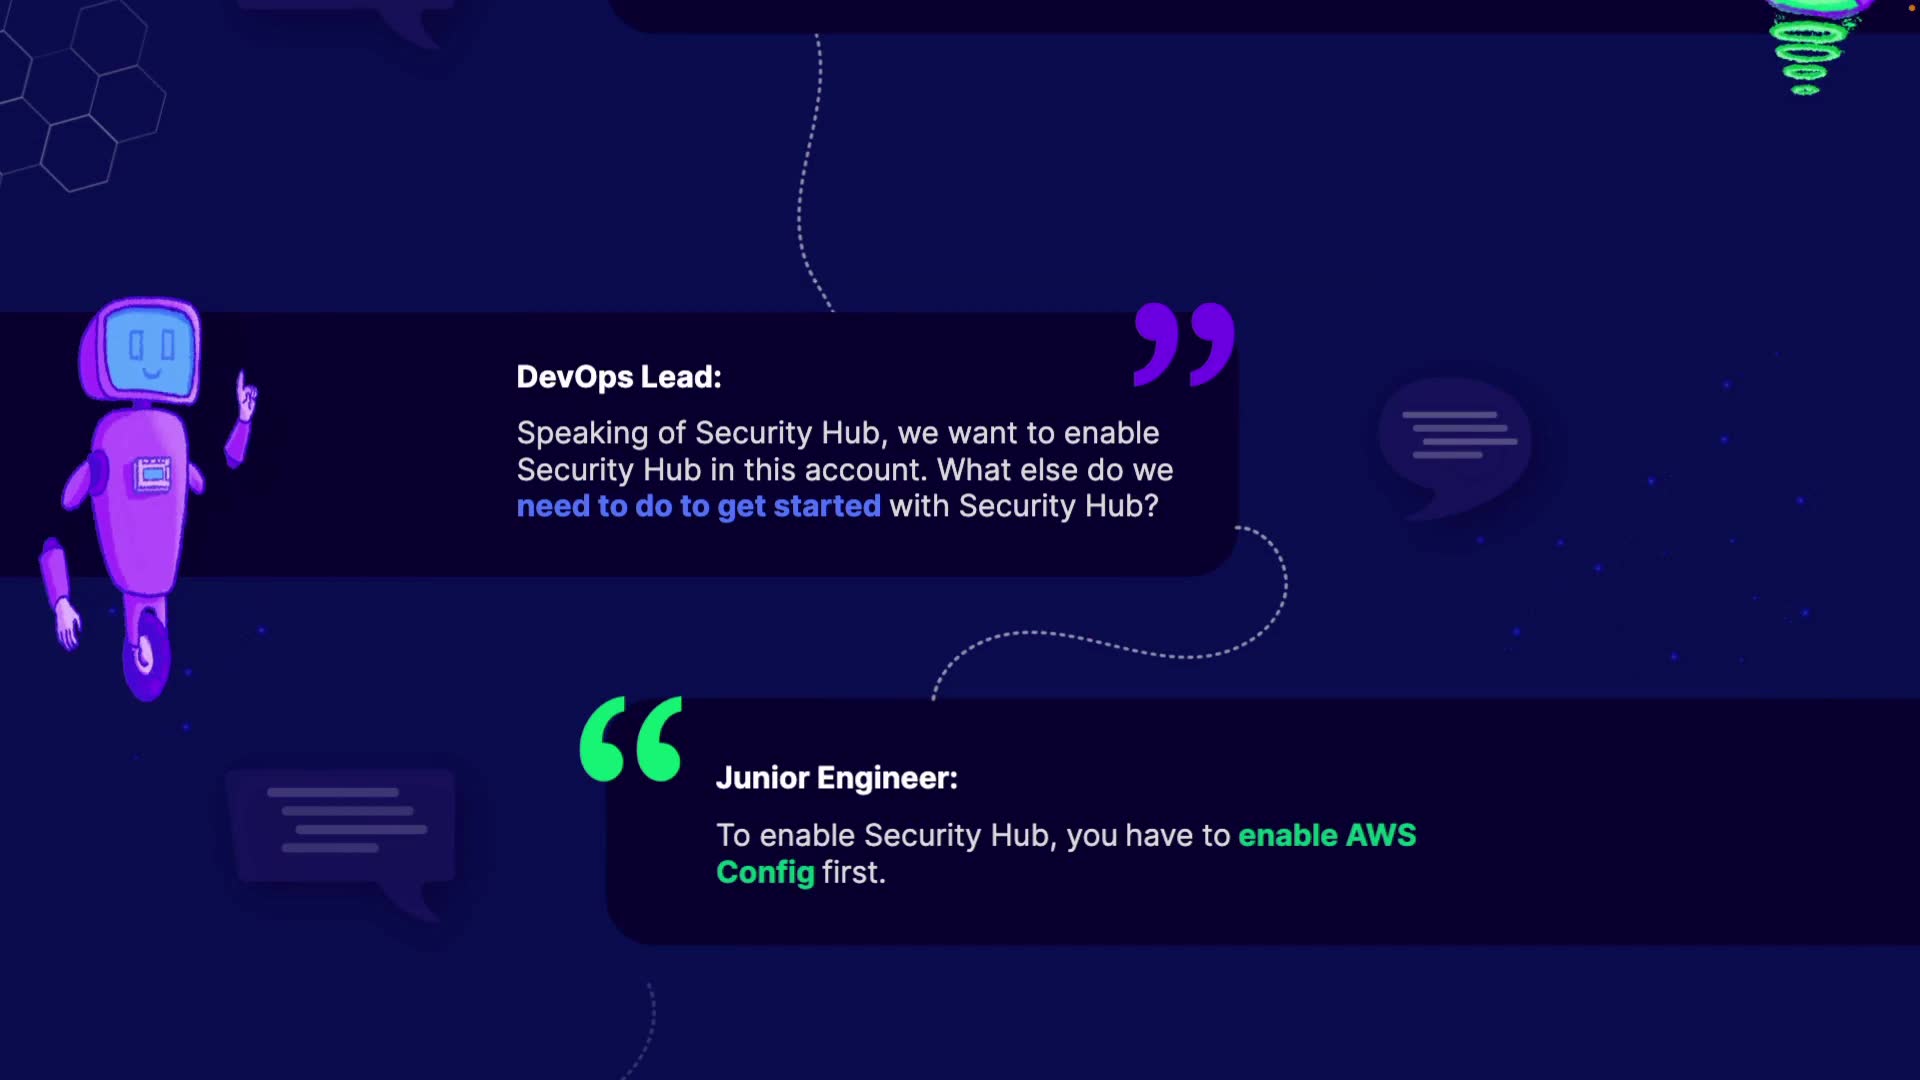 DevOps Lead:
Speaking of Security Hub, we want to enable
Security Hub in this account. What else do we
need to do to get started with Security Hub?
Junior Engineer:
To enable Security Hub, you have to enable AWS
Config first.